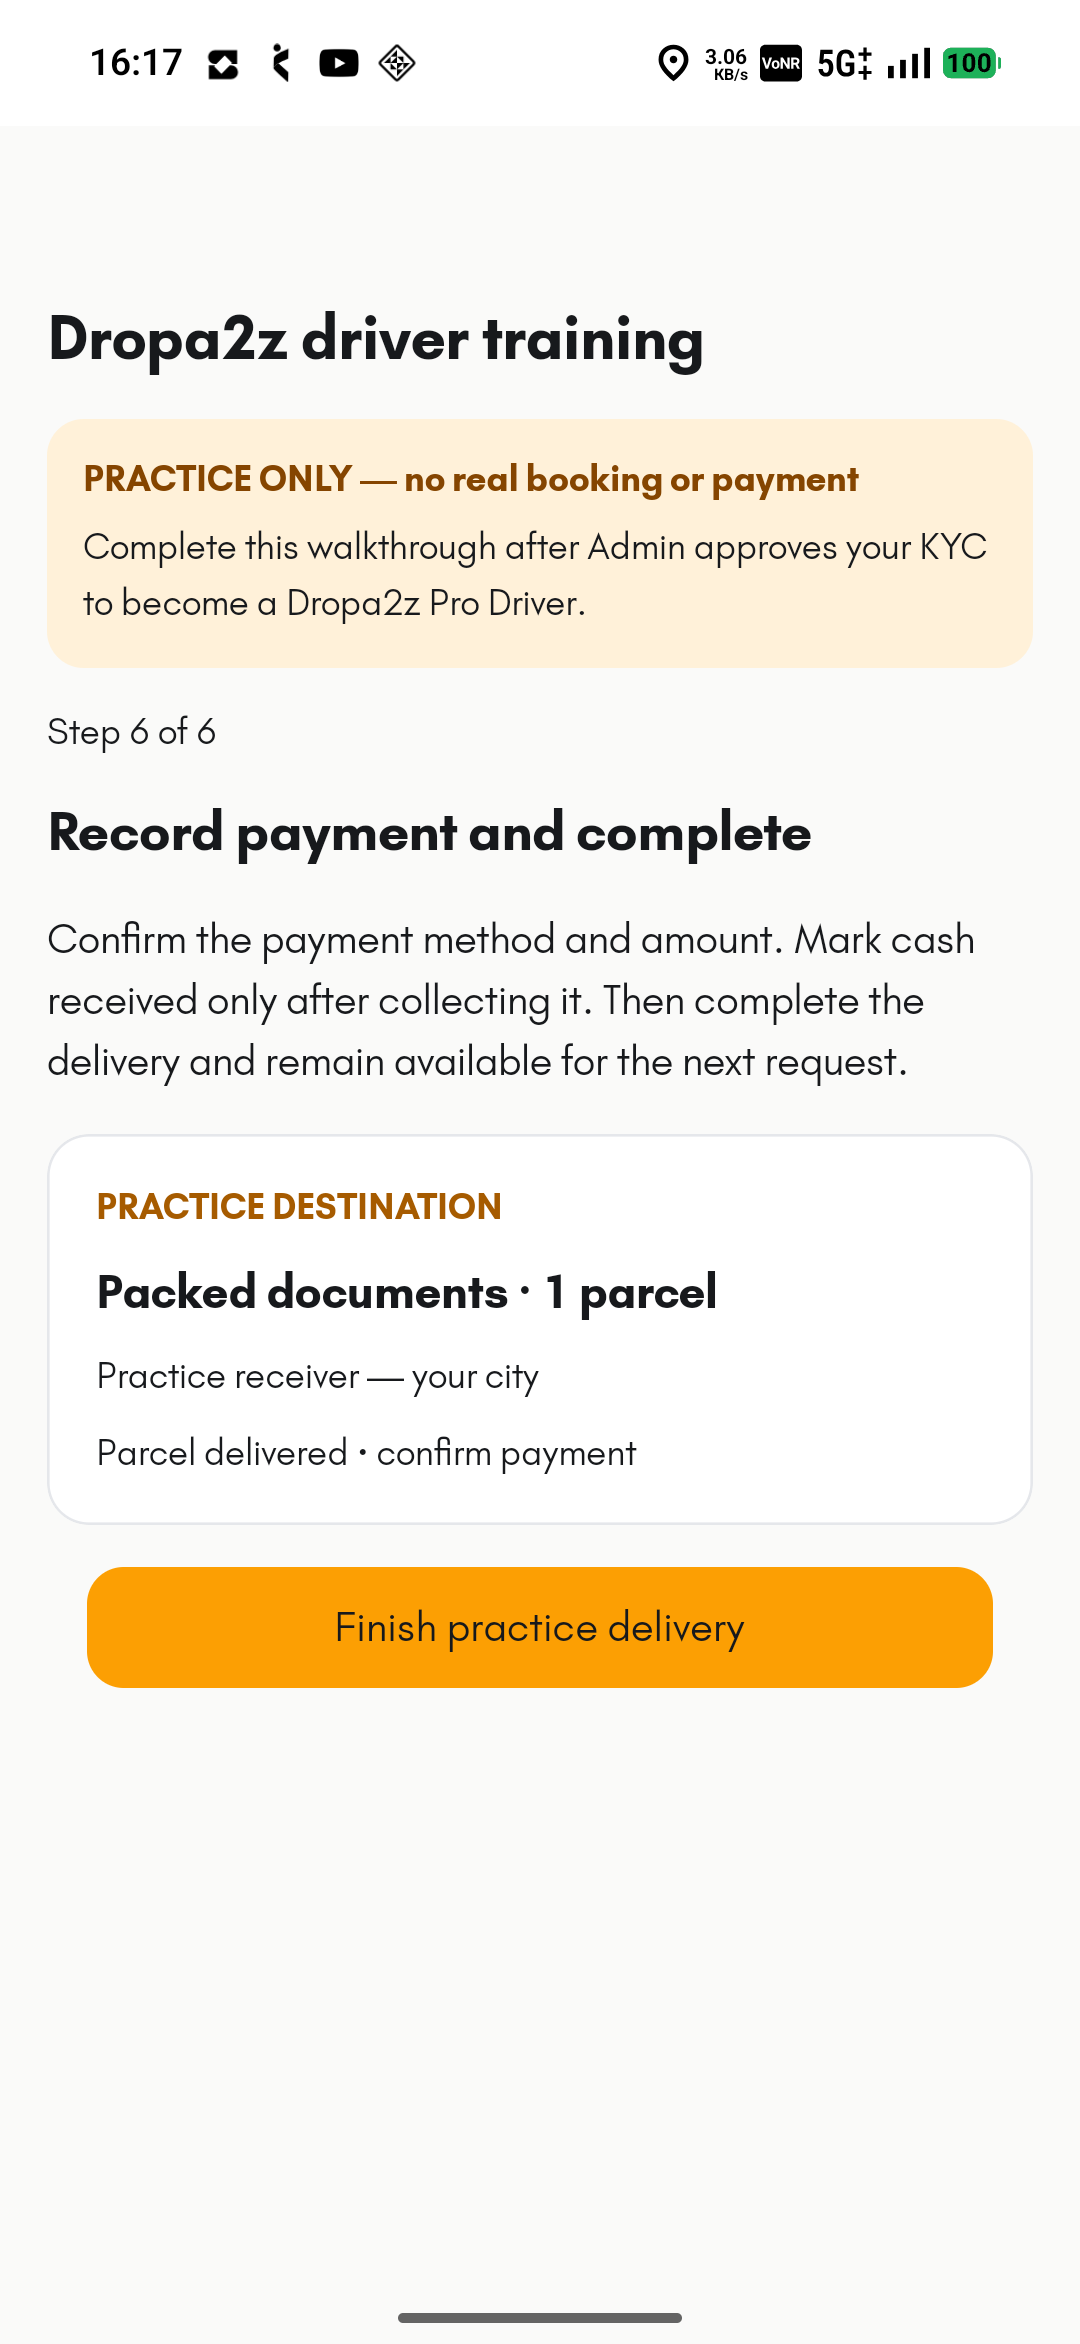 16:17
3.06 KB/s VoNR 5G 100
Dropa2z driver training
PRACTICE ONLY — no real booking or payment
Complete this walkthrough after Admin approves your KYC
to become a Dropa2z Pro Driver.
Step 6 of 6
Record payment and complete
Confirm the payment method and amount. Mark cash
received only after collecting it. Then complete the
delivery and remain available for the next request.
PRACTICE DESTINATION
Packed documents · 1 parcel
Practice receiver — your city
Parcel delivered • confirm payment
Finish practice delivery